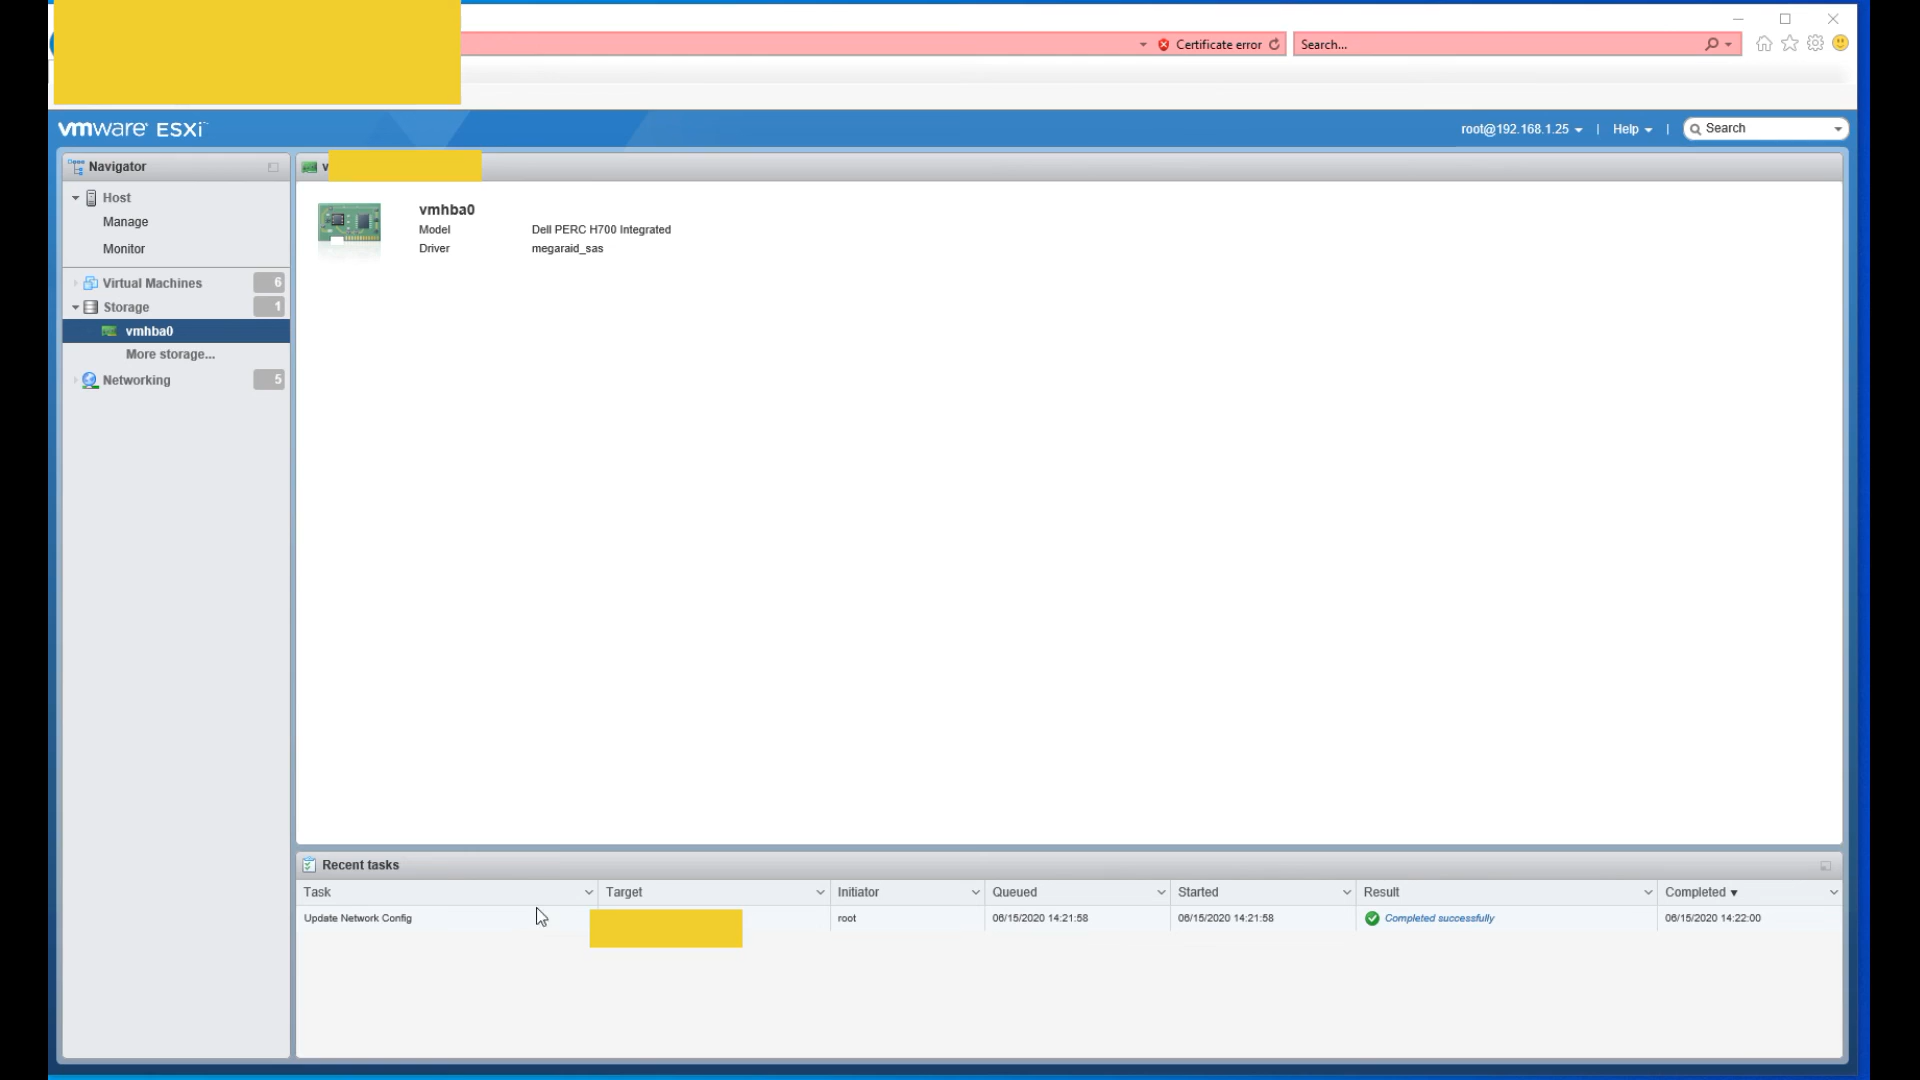 Certificate error
Search...
vmware ESXi
root@192.168.1.25 | Help | Search
Navigator
v
Host
Manage
Monitor
Virtual Machines 6
Storage 1
vmhba0
More storage...
Networking 5
vmhba0
Model Dell PERC H700 Integrated
Driver megaraid_sas
Recent tasks
Task Target Initiator Queued Started Result Completed
Update Network Config root 06/15/2020 14:21:58 06/15/2020 14:21:58 Completed successfully 06/15/2020 14:22:00